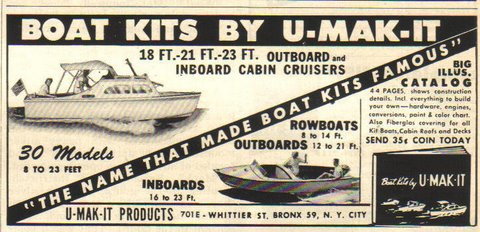 BOAT KITS BY U-MAK-IT
18 FT.-21 FT.-23 FT. OUTBOARD and
INBOARD CABIN CRUISERS
"THE NAME THAT MADE BOAT KITS FAMOUS"
BIG
ILLUS.
CATALOG
44 PAGES, shows construction
details. Incl. everything to build
your own—hardware, engines,
conversions, paint & color chart.
Also Fiberglas covering for all
Kit Boats, Cabin Roofs and Decks
SEND 35¢ COIN TODAY
30 Models
8 TO 23 FEET
ROWBOATS
8 to 14 ft.
OUTBOARDS 12 to 21 ft.
INBOARDS
16 to 23 Ft.
Boat Kits by U-MAK-IT
U-MAK-IT PRODUCTS 701E - WHITTIER ST. BRONX 59, N. Y. CITY